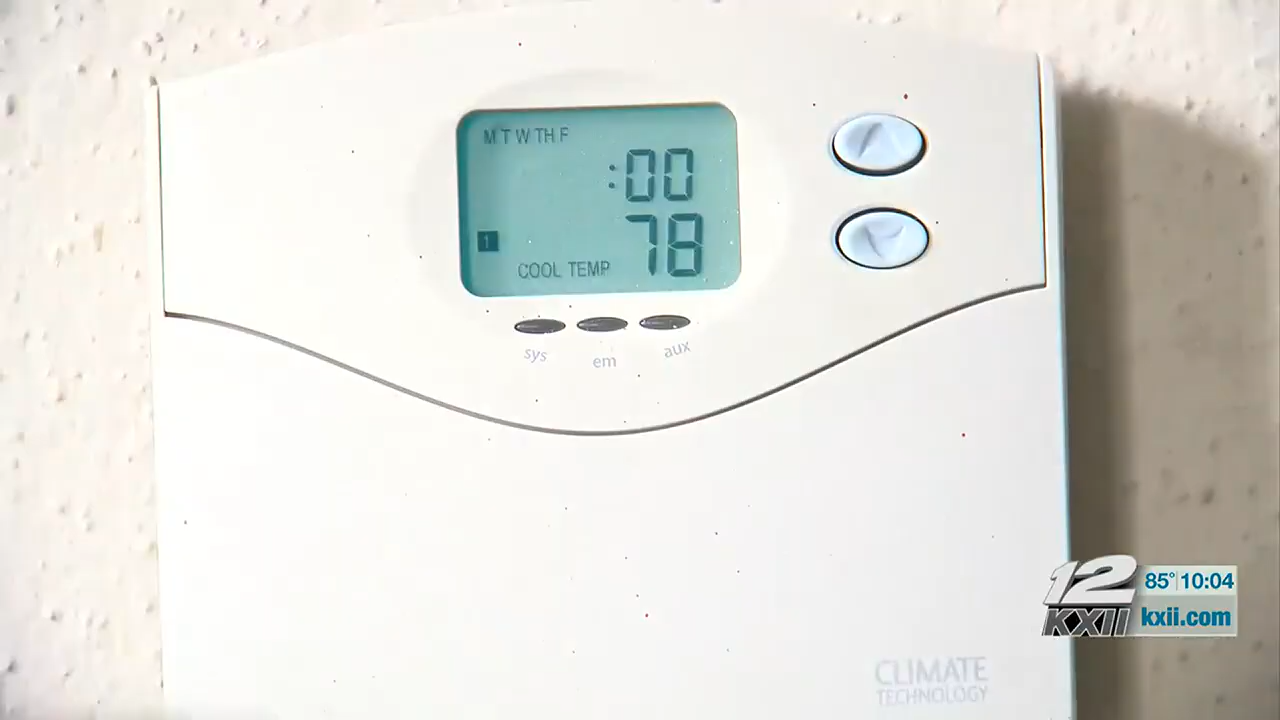 M T W TH F
:00
1
78
COOL TEMP
sys
em
aux
12
KXII
85° 10:04
kxii.com
CLIMATE
TECHNOLOGY